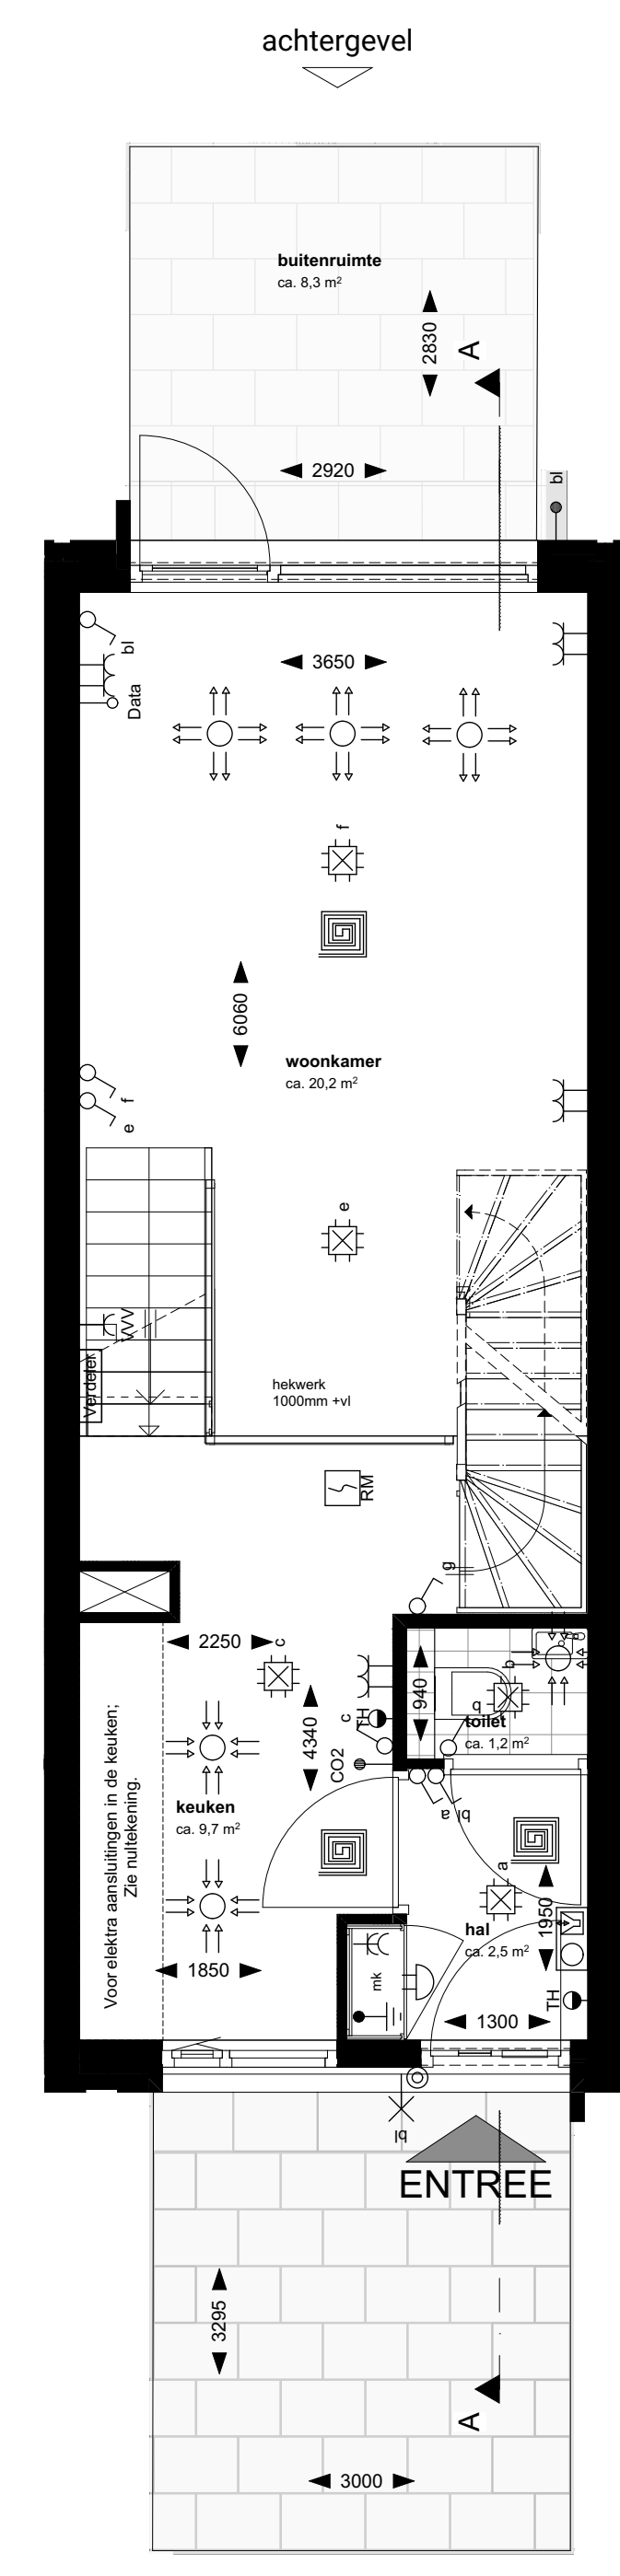 achtergevel
buitenruimte
ca. 8,3 m²
2830
A
2920
bl
3650
bl
Data
f
6060
woonkamer
ca. 20,2 m²
f
e
e
VVV
Verdeler
hekwerk
1000mm +vl
RM
g
2250
c
b
940
b
toilet
ca. 1,2 m²
c
TH
4340
CO2
keuken
ca. 9,7 m²
Voor elektra aansluitingen in de keuken;
Zie nultekening.
a
bl
a
hal
ca. 2,5 m²
1950
1850
mk
TH
1300
bl
ENTREE
3295
A
3000